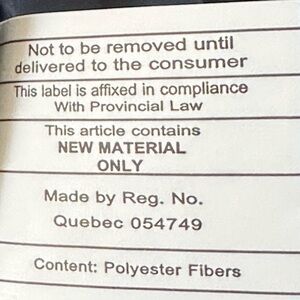 Not to be removed until
delivered to the consumer
This label is affixed in compliance
With Provincial Law
This article contains
NEW MATERIAL
ONLY
Made by Reg. No.
Quebec 054749
Content: Polyester Fibers